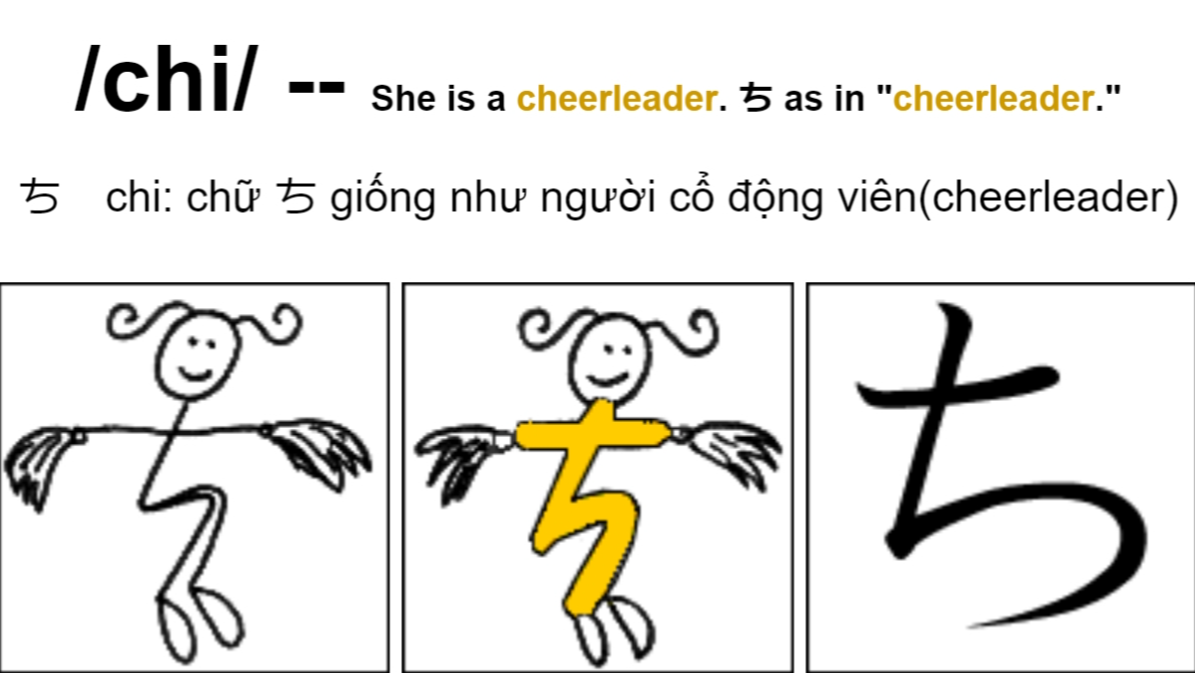 /chi/ -- She is a cheerleader. ち as in "cheerleader."
ち chi: chữ ち giống như người cổ động viên(cheerleader)
ち